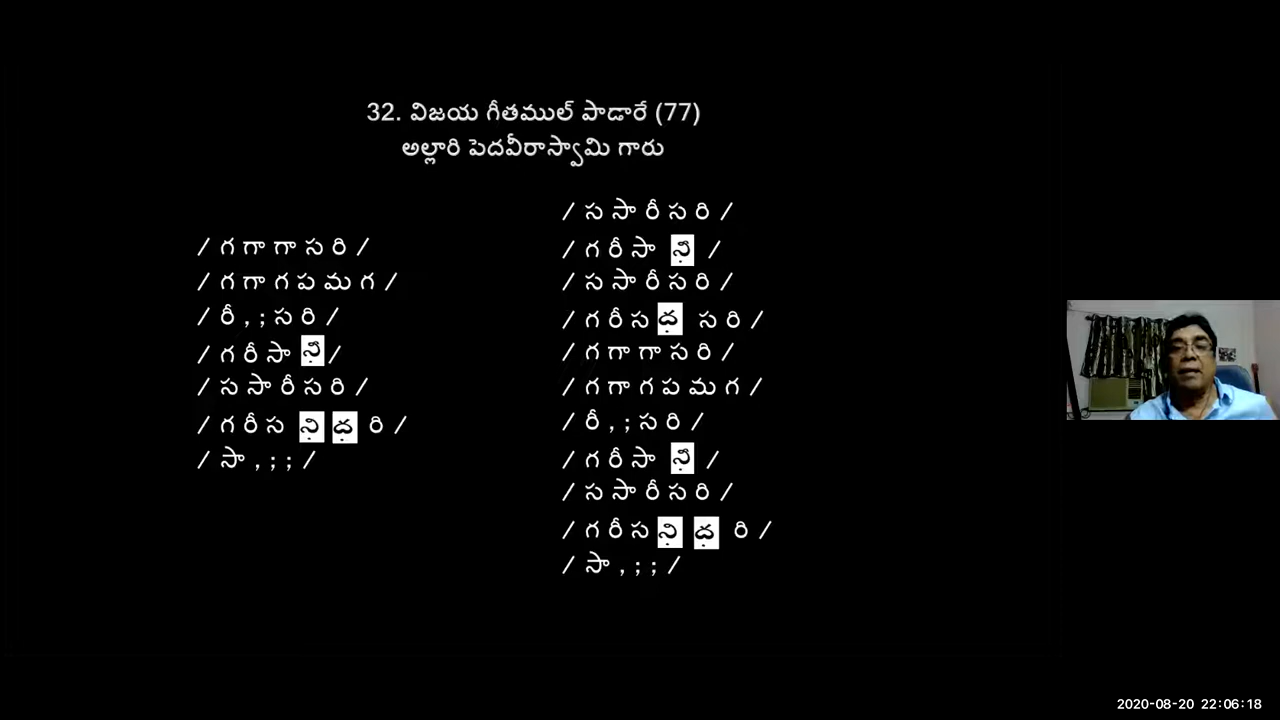 32. విజయ గీతముల్ పాడారే (77)
అల్లారి పెదవీరాస్వామి గారు
/ గ గా గా స రి /
/ గ గా గ ప మ గ /
/ రీ , ; స రి /
/ గ రీ సా నీ̣ /
/ స సా రీ స రి /
/ గ రీ స ని̣ ధ̣ రి /
/ సా , ; ; /
/ స సా రీ స రి /
/ గ రీ సా నీ̣ /
/ స సా రీ స రి /
/ గ రీ స ధ̣ స రి /
/ గ గా గా స రి /
/ గ గా గ ప మ గ /
/ రీ , ; స రి /
/ గ రీ సా నీ̣ /
/ స సా రీ స రి /
/ గ రీ స ని̣ ధ̣ రి /
/ సా , ; ; /
2020-08-20 22:06:18